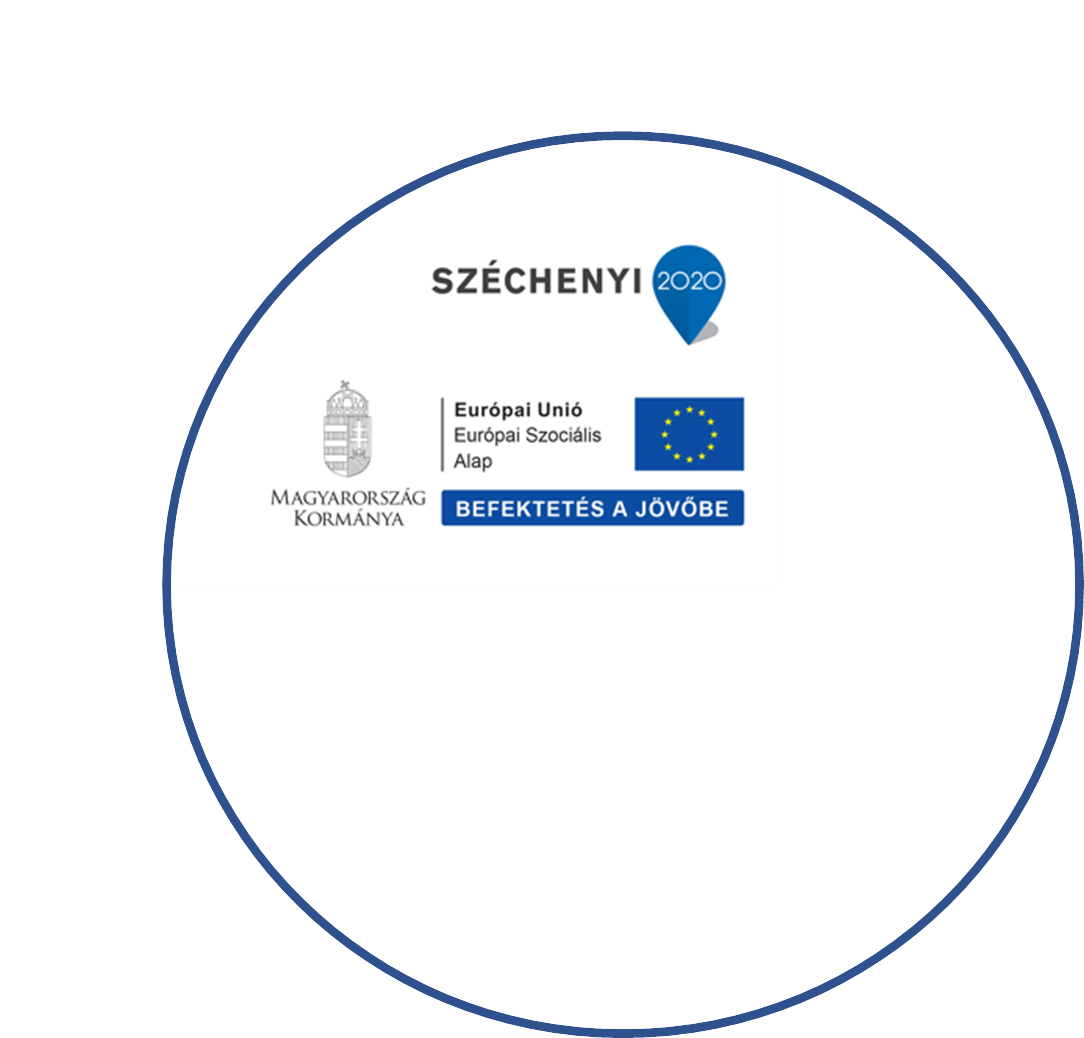 SZÉCHENYI 2020
Európai Unió
Európai Szociális
Alap
MAGYARORSZÁG
KORMÁNYA
BEFEKTETÉS A JÖVŐBE